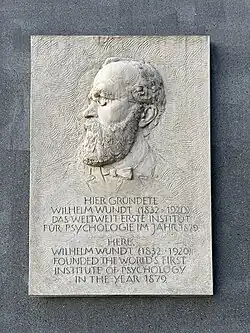 HIER GRÜNDETE
WILHELM WUNDT (1832-1920)
DAS WELTWEIT ERSTE INSTITUT
FÜR PSYCHOLOGIE IM JAHR 1879
HERE
WILHELM WUNDT (1832-1920)
FOUNDED THE WORLD'S FIRST
INSTITUTE OF PSYCHOLOGY
IN THE YEAR 1879